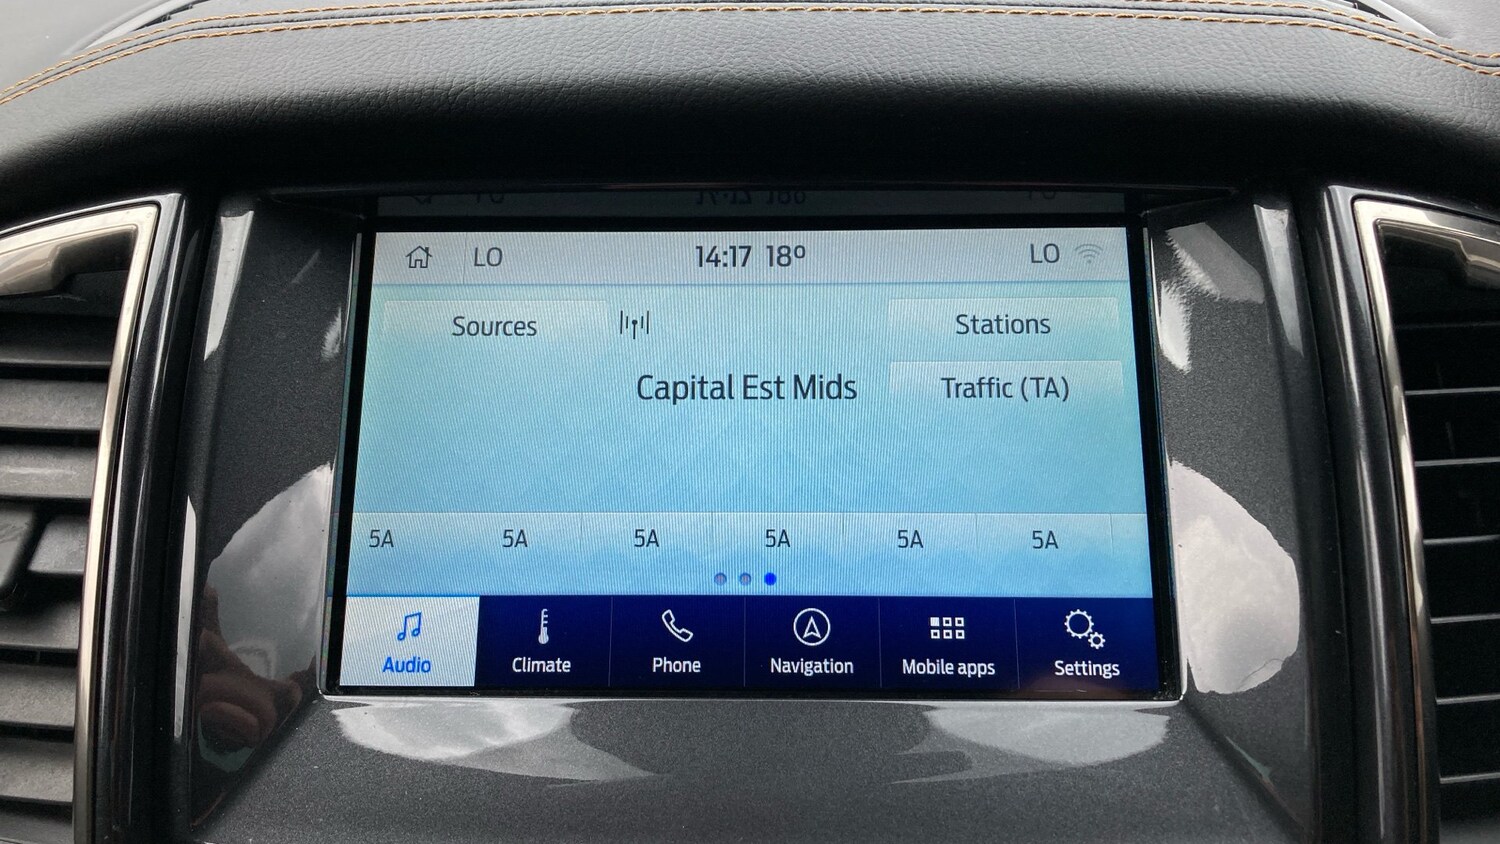 LO 14:17 18° LO
Sources Stations
Capital Est Mids Traffic (TA)
5A 5A 5A 5A 5A 5A
Audio Climate Phone Navigation Mobile apps Settings